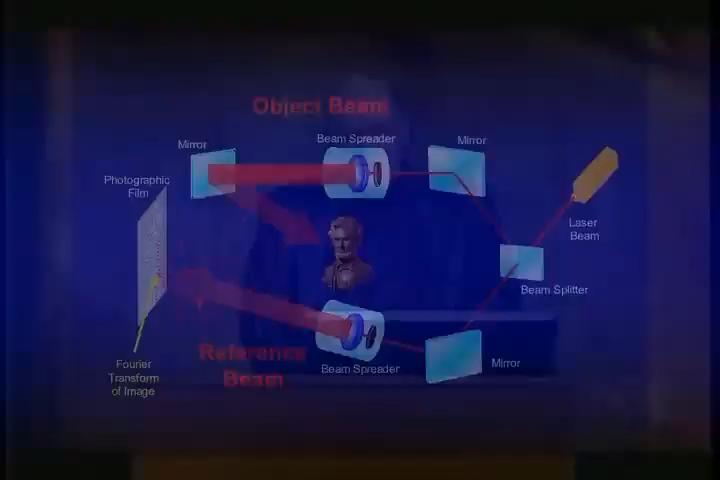 Object Beam
Mirror
Beam Spreader
Mirror
Photographic
Film
Laser
Beam
Beam Splitter
Reference
Beam
Beam Spreader
Mirror
Fourier
Transform
of Image